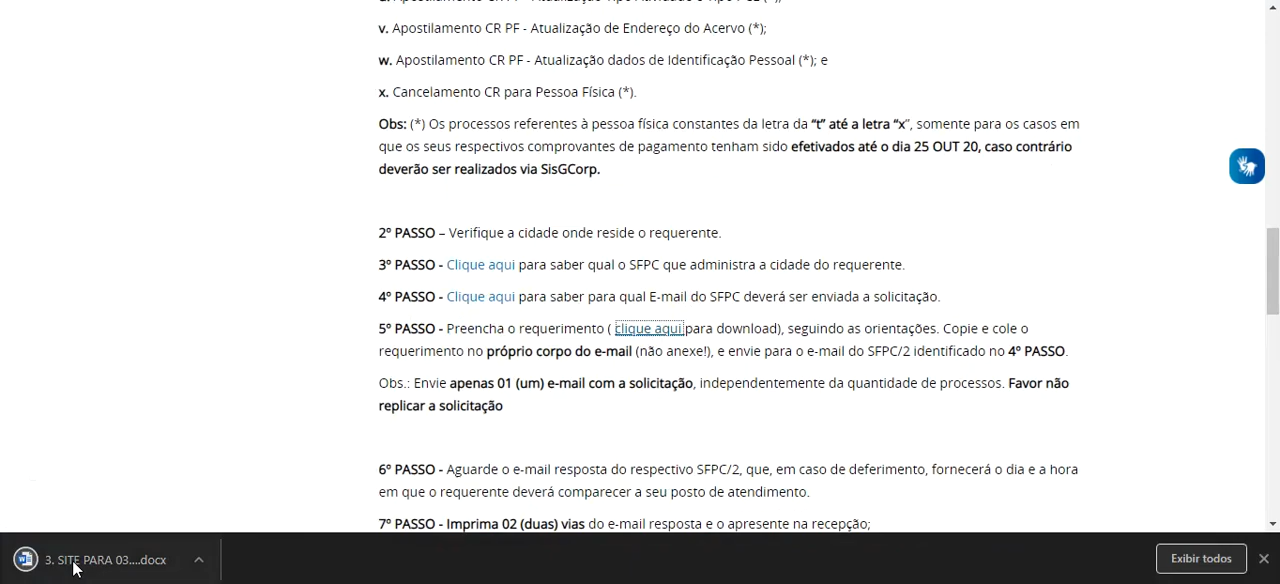 v. Apostilamento CR PF - Atualização de Endereço do Acervo (*);
w. Apostilamento CR PF - Atualização dados de Identificação Pessoal (*); e
x. Cancelamento CR para Pessoa Física (*).
Obs: (*) Os processos referentes à pessoa física constantes da letra da “t” até a letra “x”, somente para os casos em
que os seus respectivos comprovantes de pagamento tenham sido efetivados até o dia 25 OUT 20, caso contrário
deverão ser realizados via SisGCorp.
2º PASSO – Verifique a cidade onde reside o requerente.
3º PASSO - Clique aqui para saber qual o SFPC que administra a cidade do requerente.
4º PASSO - Clique aqui para saber para qual E-mail do SFPC deverá ser enviada a solicitação.
5º PASSO - Preencha o requerimento ( clique aqui para download), seguindo as orientações. Copie e cole o
requerimento no próprio corpo do e-mail (não anexe!), e envie para o e-mail do SFPC/2 identificado no 4º PASSO.
Obs.: Envie apenas 01 (um) e-mail com a solicitação, independentemente da quantidade de processos. Favor não
replicar a solicitação
6º PASSO - Aguarde o e-mail resposta do respectivo SFPC/2, que, em caso de deferimento, fornecerá o dia e a hora
em que o requerente deverá comparecer a seu posto de atendimento.
7º PASSO - Imprima 02 (duas) vias do e-mail resposta e o apresente na recepção;
3. SITE PARA 03....docx
Exibir todos